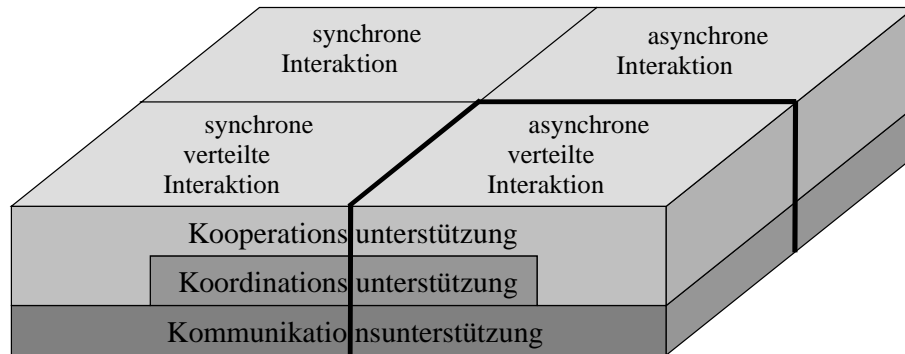 synchrone
Interaktion
asynchrone
Interaktion
synchrone
verteilte
Interaktion
asynchrone
verteilte
Interaktion
Kooperationsunterstützung
Koordinationsunterstützung
Kommunikationsunterstützung